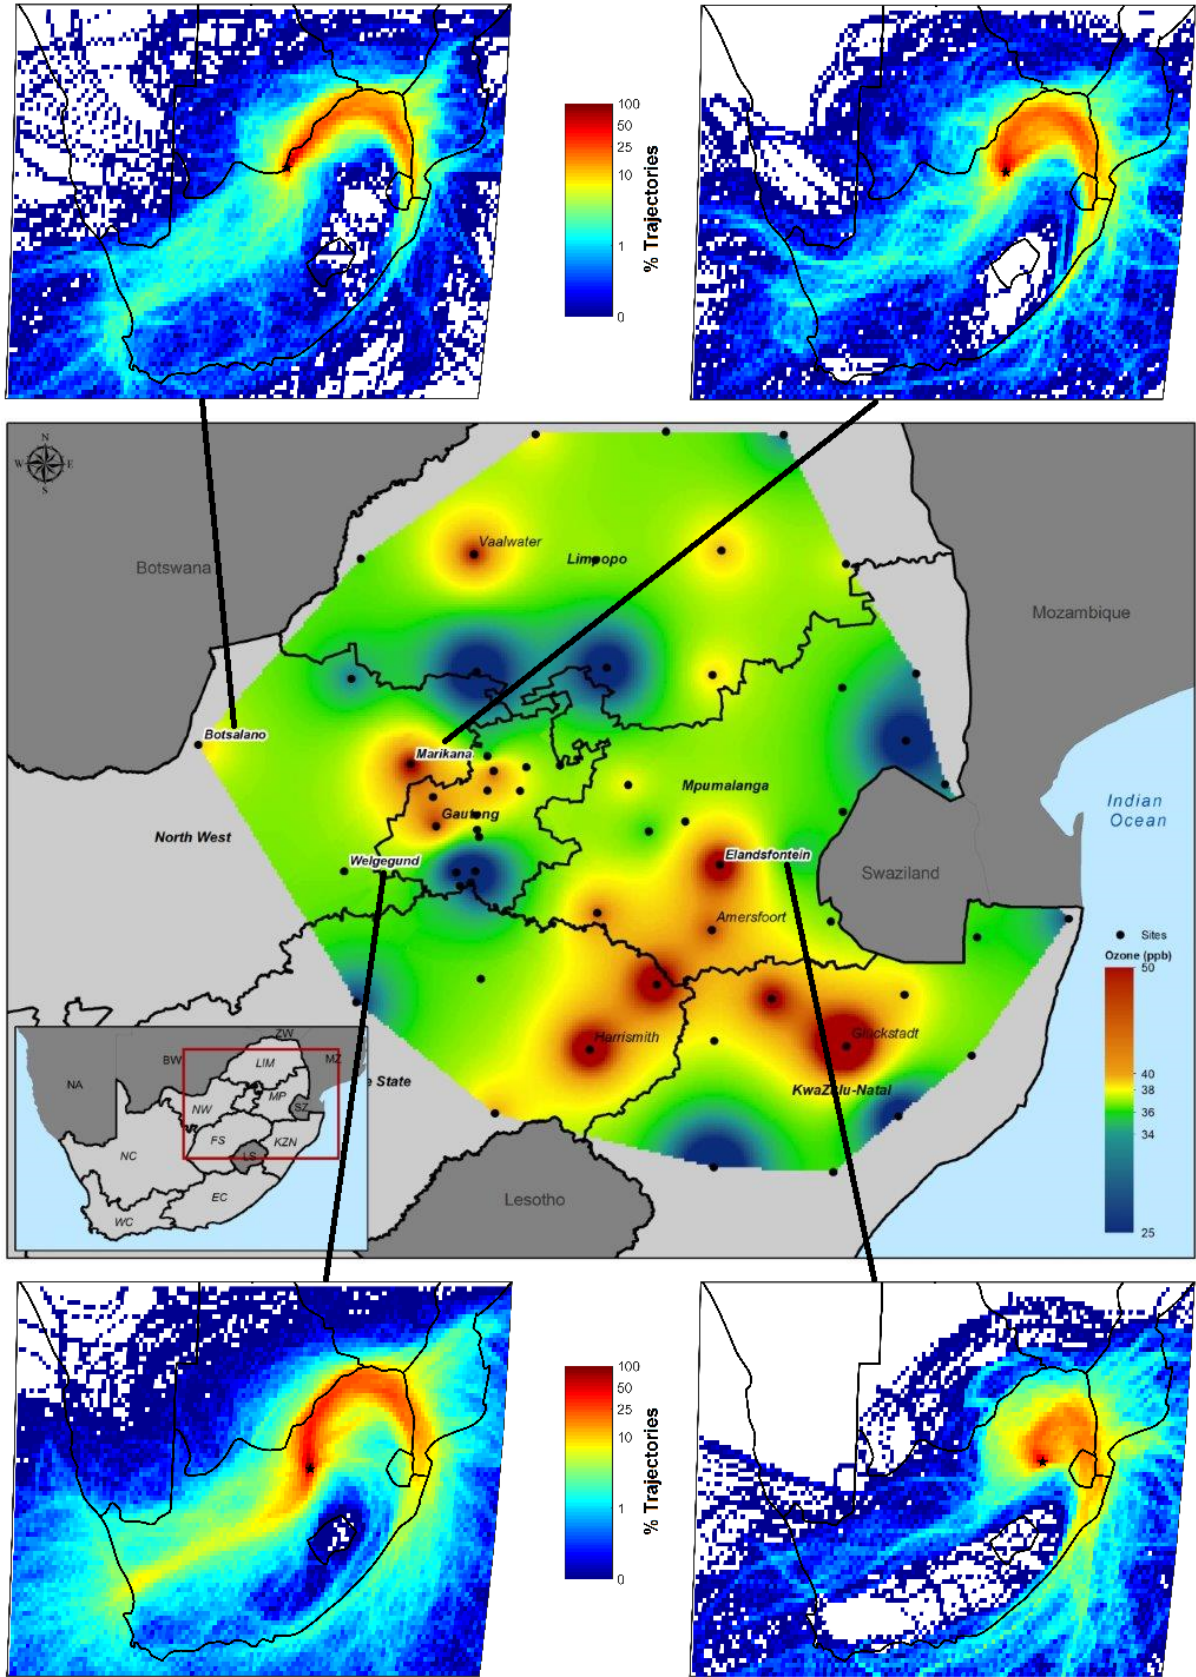 100
50
25
10
1
0
% Trajectories
N
W
E
S
Botswana
Vaalwater
Limpopo
Mozambique
Botsalano
Marikana
Mpumalanga
Indian
Ocean
North West
Gauteng
Welgegund
Elandsfontein
Swaziland
Amersfoort
Sites
Ozone (ppb)
50
40
38
36
34
25
Harrismith
Glückstadt
KwaZulu-Natal
e State
Lesotho
ZW
BW
LIM
MZ
NA
NW
MP
SZ
FS
KZN
NC
LS
EC
WC
100
50
25
10
1
0
% Trajectories